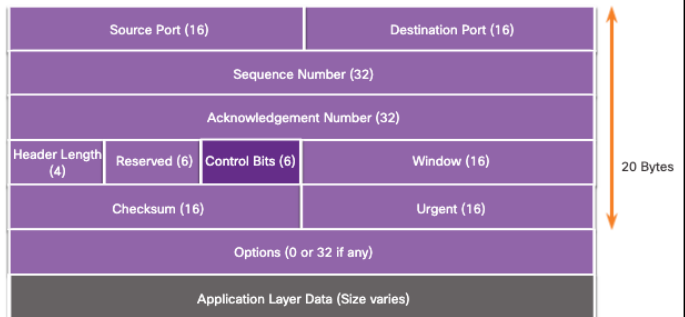 Source Port (16)
Destination Port (16)
Sequence Number (32)
Acknowledgement Number (32)
Header Length
(4)
Reserved (6)
Control Bits (6)
Window (16)
20 Bytes
Checksum (16)
Urgent (16)
Options (0 or 32 if any)
Application Layer Data (Size varies)